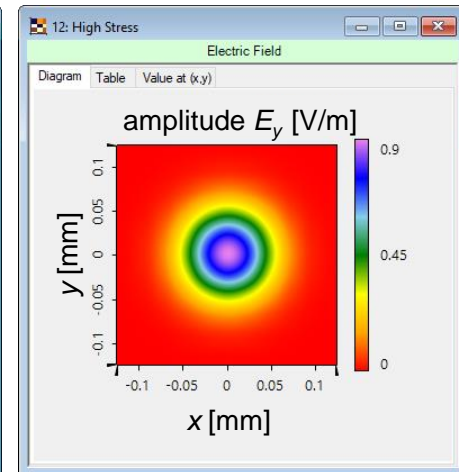 12: High Stress
Electric Field
Diagram Table Value at (x,y)
amplitude Ey [V/m]
0.9
0.45
0
y [mm]
0.1
0.05
0
-0.05
-0.1
-0.1 -0.05 0 0.05 0.1
x [mm]